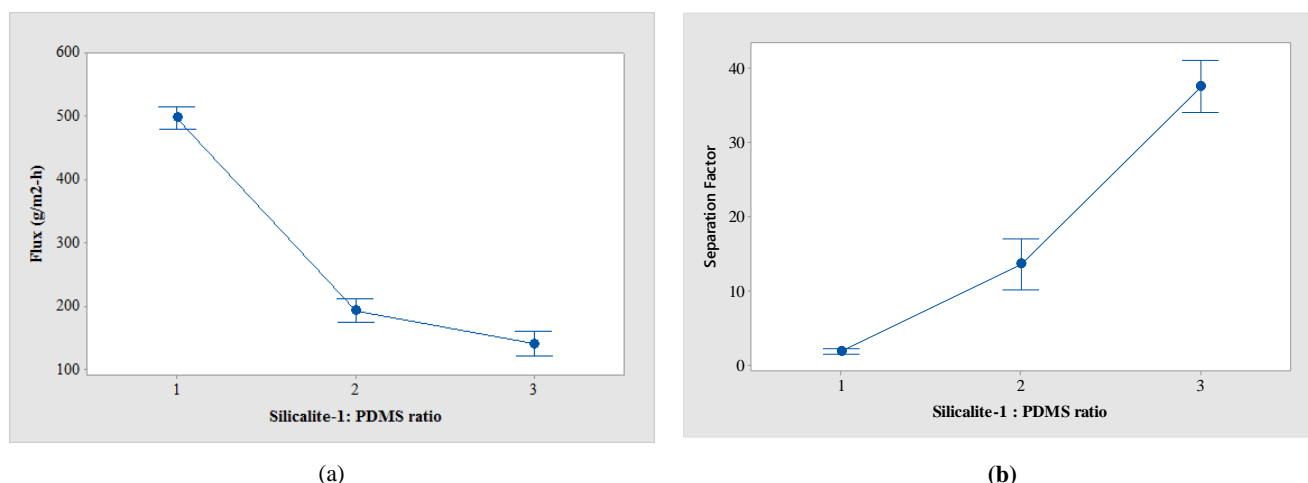 600
500
400
300
200
100
Flux (g/m2-h)
1 2 3
Silicalite-1: PDMS ratio
(a)
40
30
20
10
0
Separation Factor
1 2 3
Silicalite-1 : PDMS ratio
(b)